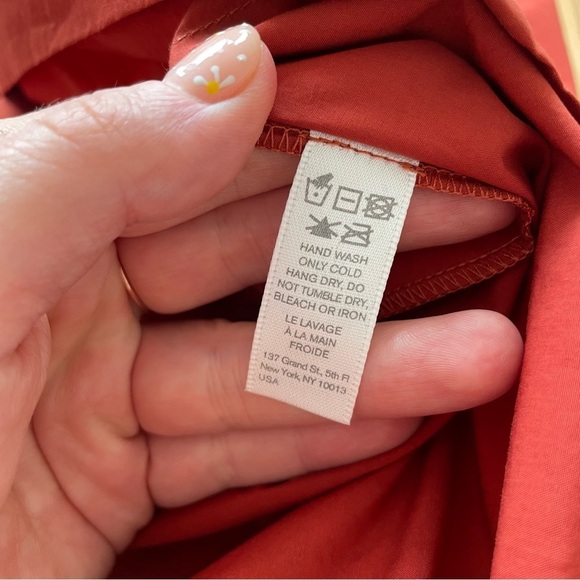 HAND WASH
ONLY COLD
HANG DRY, DO
NOT TUMBLE DRY,
BLEACH OR IRON
LE LAVAGE
À LA MAIN
FROIDE
137 Grand St., 5th Fl
New York, NY 10013
USA